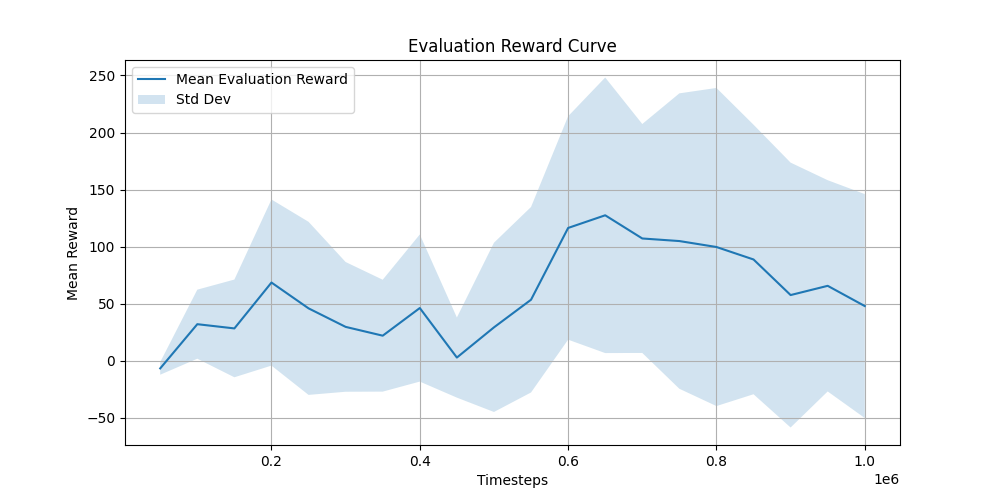 Evaluation Reward Curve
Mean Evaluation Reward
Std Dev
250
200
150
100
50
0
−50
Mean Reward
0.2
0.4
0.6
0.8
1.0
1e6
Timesteps